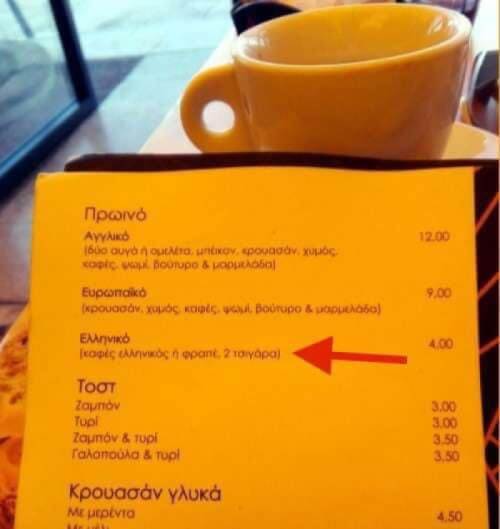 Πρωινό
Αγγλικό 12,00
(δύο αυγά ή ομελέτα, μπέικον, κρουασάν, χυμός,
καφές, ψωμί, βούτυρο & μαρμελάδα)
Ευρωπαϊκό 9,00
(κρουασάν, χυμός, καφές, ψωμί, βούτυρο & μαρμελάδα)
Ελληνικό 4,00
(καφές ελληνικός ή φραπέ, 2 τσιγάρα)
Τοστ
Ζαμπόν 3,00
Τυρί 3,00
Ζαμπόν & τυρί 3,50
Γαλοπούλα & τυρί 3,50
Κρουασάν γλυκά
Με μερέντα 4,50
Με μέλι